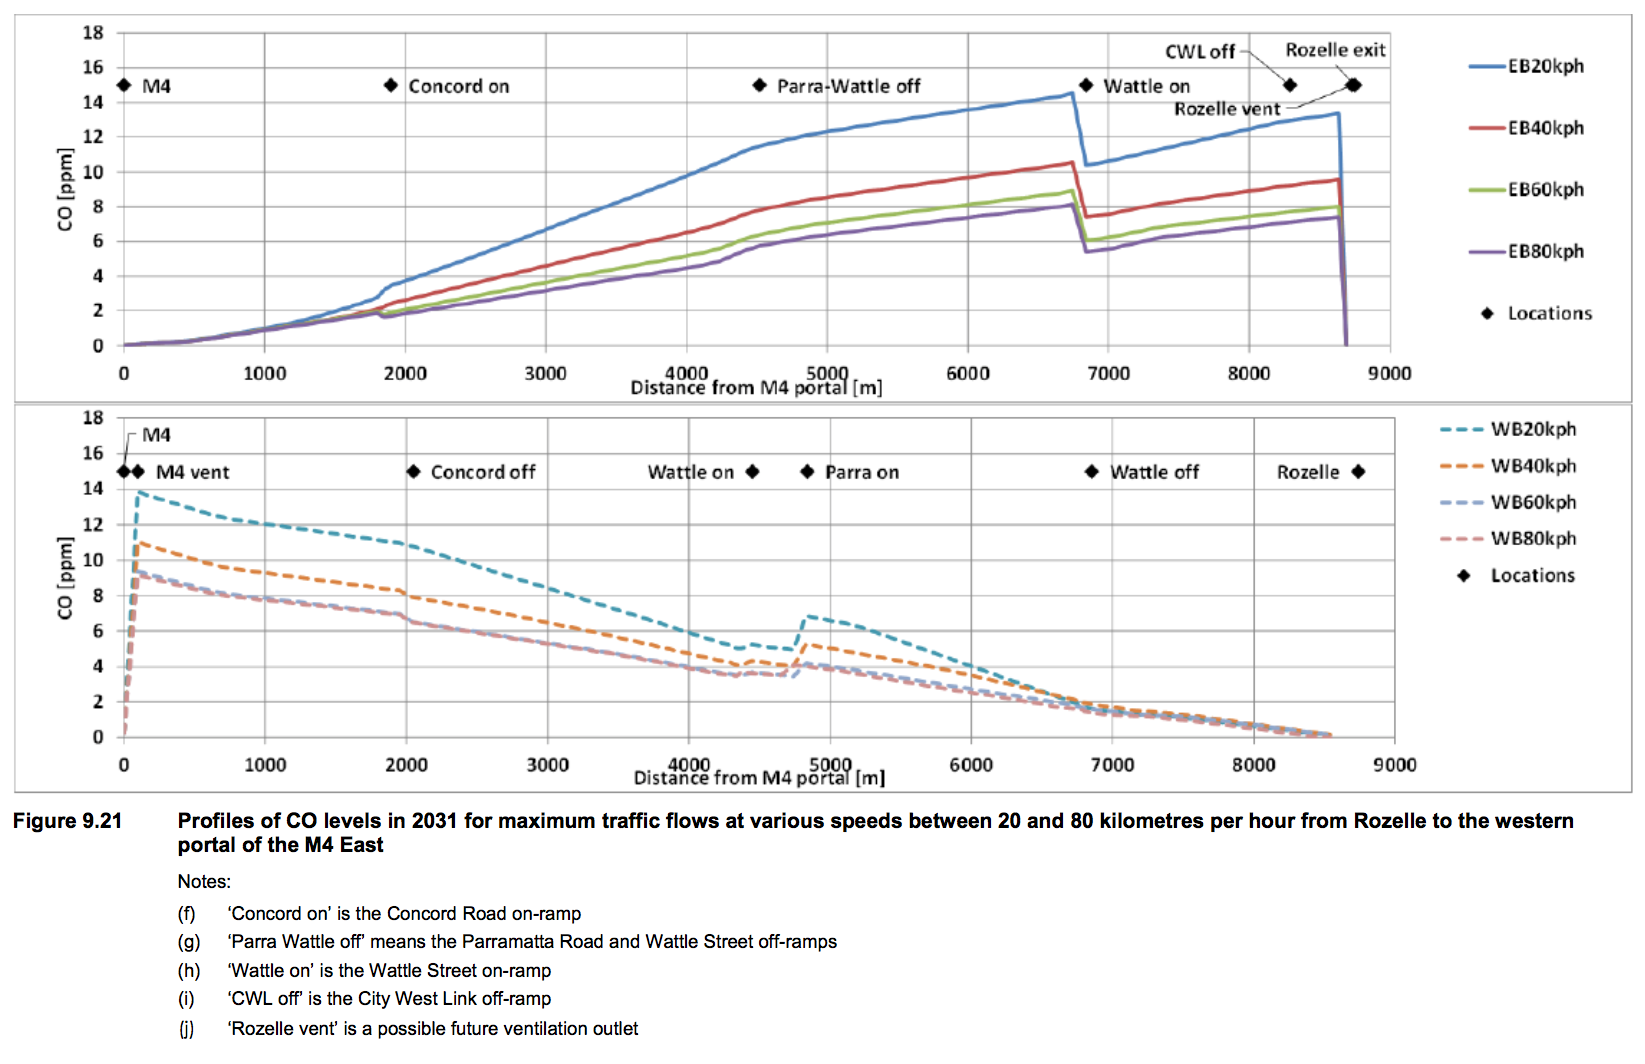 18
16
14
12
10
8
6
4
2
0
CO [ppm]
M4
Concord on
Parra-Wattle off
CWL off
Wattle on
Rozelle exit
Rozelle vent
0 1000 2000 3000 4000 5000 6000 7000 8000 9000
Distance from M4 portal [m]
EB20kph
EB40kph
EB60kph
EB80kph
Locations
18
16
14
12
10
8
6
4
2
0
CO [ppm]
M4
M4 vent
Concord off
Wattle on
Parra on
Wattle off
Rozelle
0 1000 2000 3000 4000 5000 6000 7000 8000 9000
Distance from M4 portal [m]
WB20kph
WB40kph
WB60kph
WB80kph
Locations
Figure 9.21 Profiles of CO levels in 2031 for maximum traffic flows at various speeds between 20 and 80 kilometres per hour from Rozelle to the western
portal of the M4 East
Notes:
(f) ‘Concord on’ is the Concord Road on-ramp
(g) ‘Parra Wattle off’ means the Parramatta Road and Wattle Street off-ramps
(h) ‘Wattle on’ is the Wattle Street on-ramp
(i) ‘CWL off’ is the City West Link off-ramp
(j) ‘Rozelle vent’ is a possible future ventilation outlet